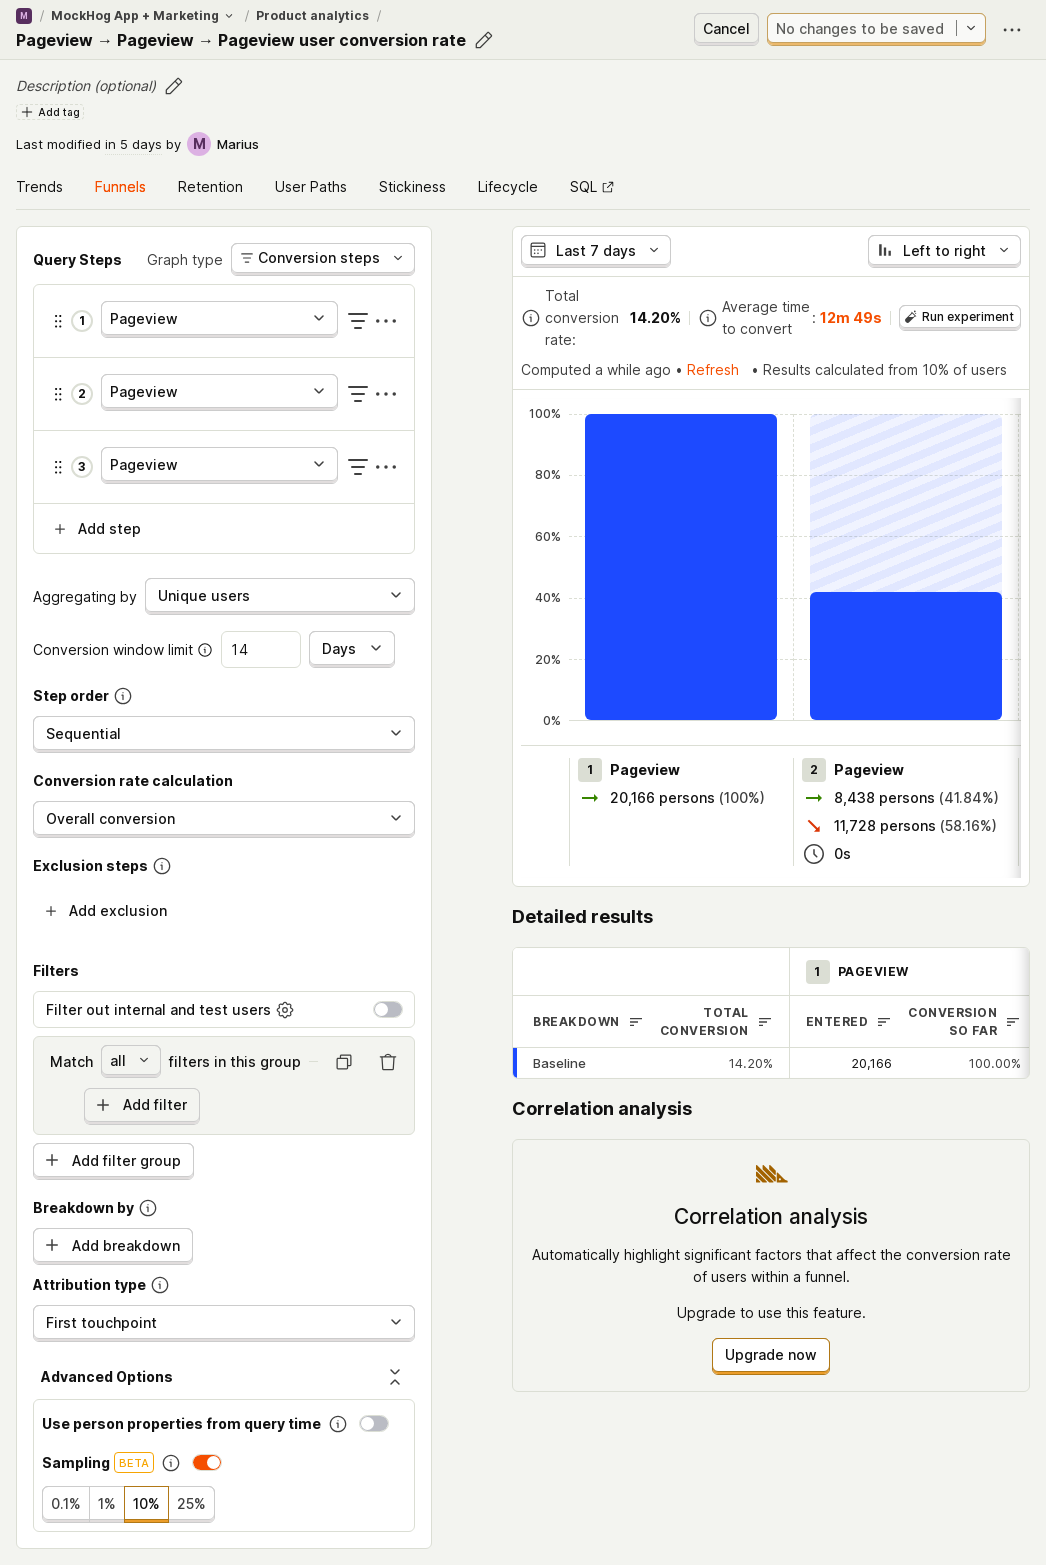 M / MockHog App + Marketing / Product analytics /
Pageview → Pageview → Pageview user conversion rate
Cancel
No changes to be saved
Description (optional)
Add tag
Last modified in 5 days by M Marius
Trends Funnels Retention User Paths Stickiness Lifecycle SQL
Query Steps Graph type Conversion steps
1 Pageview
2 Pageview
3 Pageview
Add step
Aggregating by Unique users
Conversion window limit 14 Days
Step order
Sequential
Conversion rate calculation
Overall conversion
Exclusion steps
Add exclusion
Filters
Filter out internal and test users
Match all filters in this group
Add filter
Add filter group
Breakdown by
Add breakdown
Attribution type
First touchpoint
Advanced Options
Use person properties from query time
Sampling BETA
0.1% 1% 10% 25%
Last 7 days Left to right
Total
conversion
rate:
14.20%
Average time
to convert
: 12m 49s
Run experiment
Computed a while ago • Refresh • Results calculated from 10% of users
100%
80%
60%
40%
20%
0%
1 Pageview
20,166 persons (100%)
2 Pageview
8,438 persons (41.84%)
11,728 persons (58.16%)
0s
Detailed results
1 PAGEVIEW
BREAKDOWN
TOTAL
CONVERSION
ENTERED
CONVERSION
SO FAR
Baseline 14.20% 20,166 100.00%
Correlation analysis
Correlation analysis
Automatically highlight significant factors that affect the conversion rate
of users within a funnel.
Upgrade to use this feature.
Upgrade now